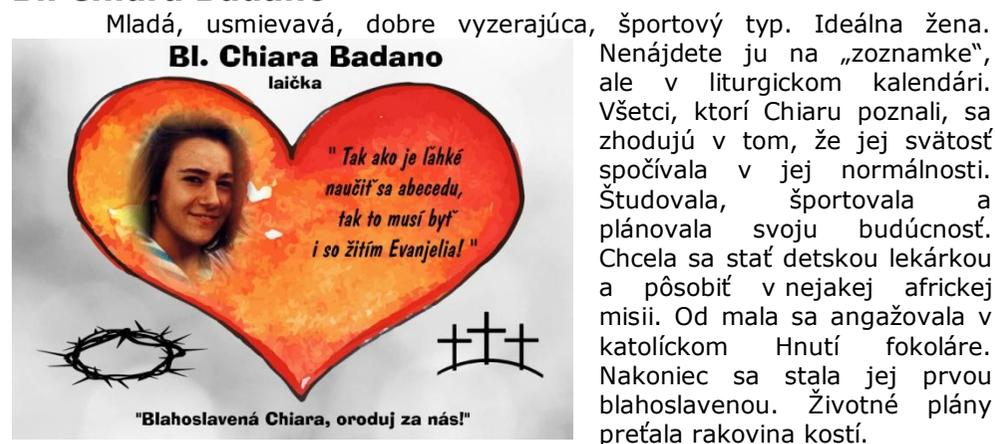 Mladá, usmievavá, dobre vyzerajúca, športový typ. Ideálna žena.
Bl. Chiara Badano
laička
" Tak ako je ľahké
naučiť sa abecedu,
tak to musí byť
i so žitím Evanjelia! "
"Blahoslavená Chiara, oroduj za nás!"
Nenájdete ju na „zoznamke“,
ale v liturgickom kalendári.
Všetci, ktorí Chiaru poznali, sa
zhodujú v tom, že jej svätosť
spočívala v jej normálnosti.
Študovala, športovala a
plánovala svoju budúcnosť.
Chcela sa stať detskou lekárkou
a pôsobiť v nejakej africkej
misii. Od mala sa angažovala v
katolíckom Hnutí fokoláre.
Nakoniec sa stala jej prvou
blahoslavenou. Životné plány
preťala rakovina kostí.